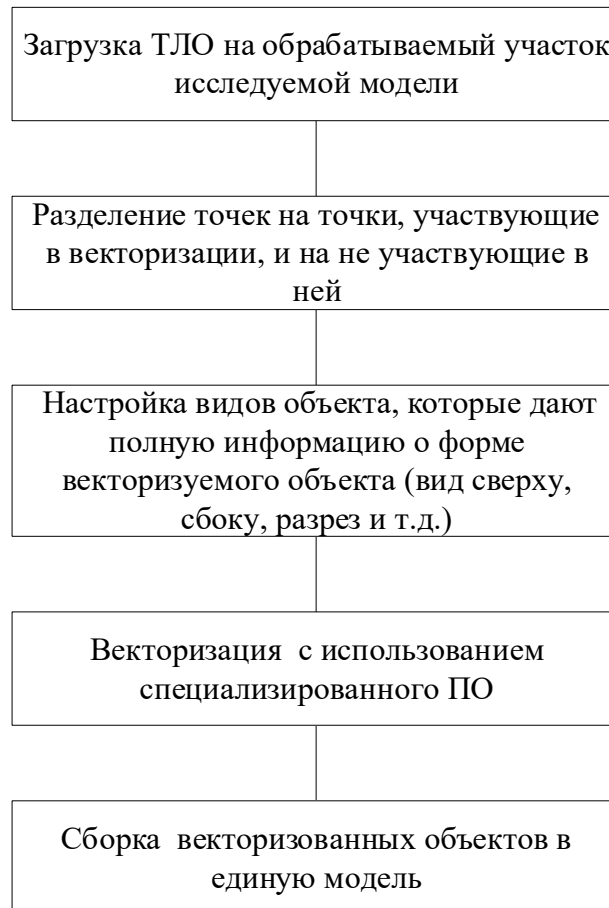 Загрузка ТЛО на обрабатываемый участок
исследуемой модели
Разделение точек на точки, участвующие
в векторизации, и на не участвующие в
ней
Настройка видов объекта, которые дают
полную информацию о форме
векторизуемого объекта (вид сверху,
сбоку, разрез и т.д.)
Векторизация с использованием
специализированного ПО
Сборка векторизованных объектов в
единую модель